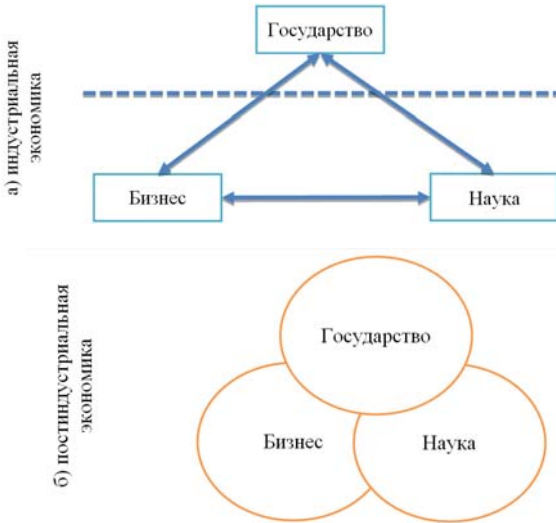 а) индустриальная
экономика
Государство
Бизнес
Наука
б) постиндустриальная
экономика
Государство
Бизнес
Наука